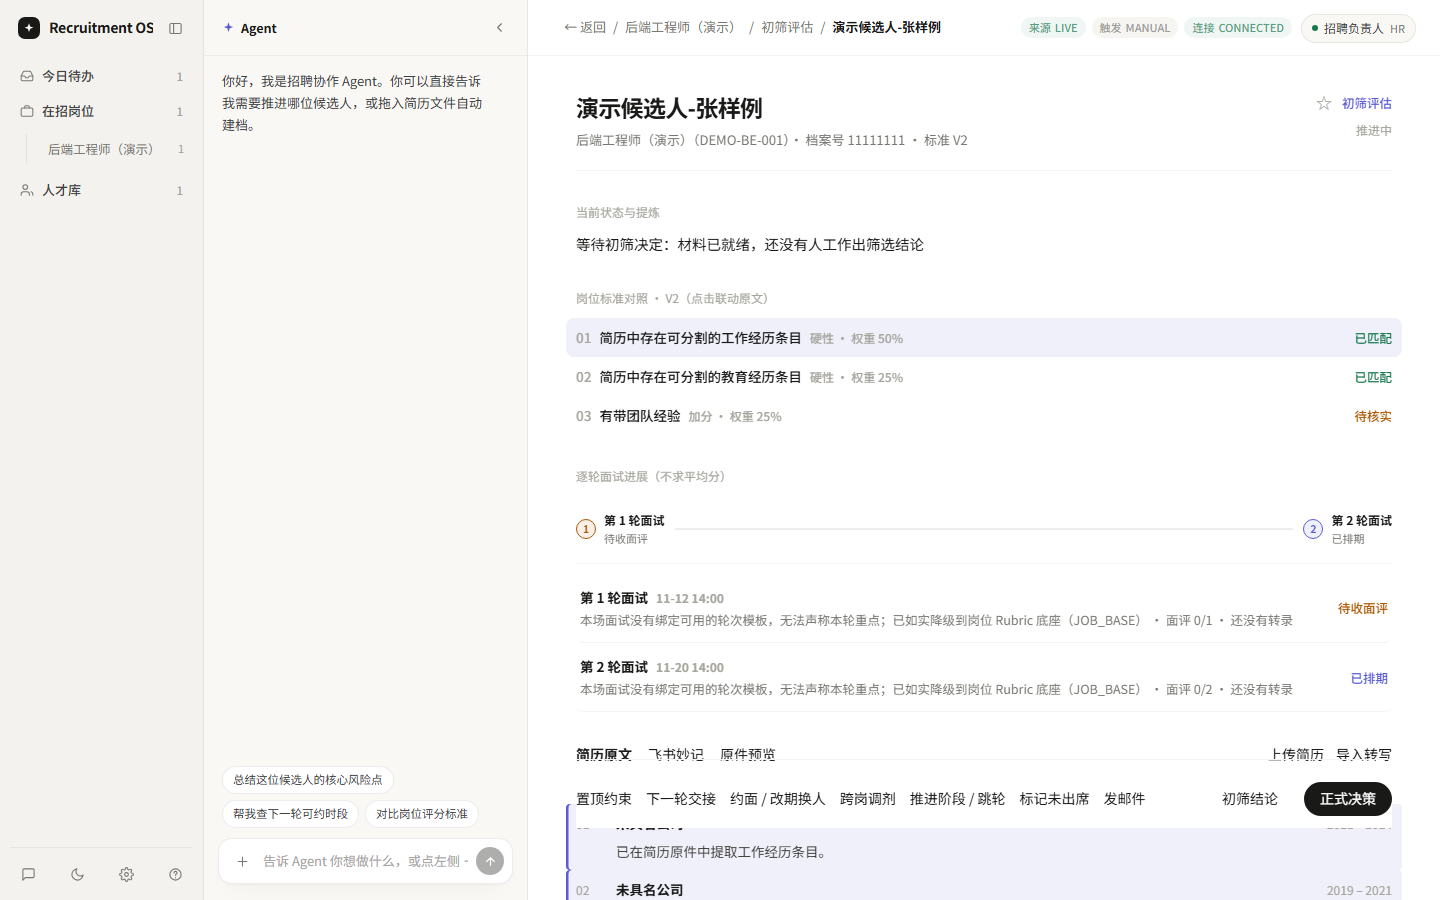 Recruitment OS
今日待办 1
在招岗位 1
后端工程师（演示） 1
人才库 1
Agent
你好，我是招聘协作 Agent。你可以直接告诉
我需要推进哪位候选人，或拖入简历文件自动
建档。
总结这位候选人的核心风险点
帮我查下一轮可约时段
对比岗位评分标准
告诉 Agent 你想做什么，或点左侧
← 返回 / 后端工程师（演示） / 初筛评估 / 演示候选人-张样例
来源 LIVE
触发 MANUAL
连接 CONNECTED
招聘负责人 HR
演示候选人-张样例
初筛评估
后端工程师（演示）（DEMO-BE-001）· 档案号 11111111 · 标准 V2
推进中
当前状态与提炼
等待初筛决定：材料已就绪，还没有人工作出筛选结论
岗位标准对照 · V2（点击联动原文）
01 简历中存在可分割的工作经历条目 硬性 · 权重 50% 已匹配
02 简历中存在可分割的教育经历条目 硬性 · 权重 25% 已匹配
03 有带团队经验 加分 · 权重 25% 待核实
逐轮面试进展（不求平均分）
1 第 1 轮面试 2 第 2 轮面试
待收面评 已排期
第 1 轮面试 11-12 14:00 待收面评
本场面试没有绑定可用的轮次模板，无法声称本轮重点；已如实降级到岗位 Rubric 底座（JOB_BASE） · 面评 0/1 · 还没有转录
第 2 轮面试 11-20 14:00 已排期
本场面试没有绑定可用的轮次模板，无法声称本轮重点；已如实降级到岗位 Rubric 底座（JOB_BASE） · 面评 0/2 · 还没有转录
简历原文 飞书妙记 原件预览 上传简历 导入转写
置顶约束 下一轮交接 约面 / 改期换人 跨岗调剂 推进阶段 / 跳轮 标记未出席 发邮件 初筛结论 正式决策
已在简历原件中提取工作经历条目。
02 未具名公司 2019 – 2021